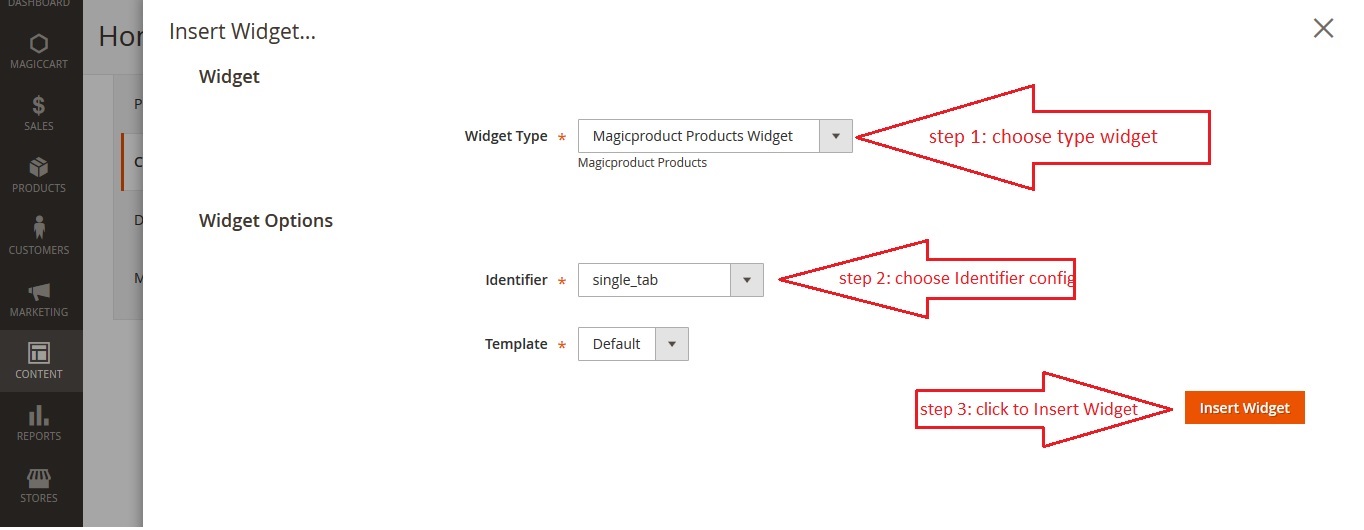 DASHBOARD
MAGICCART
SALES
PRODUCTS
CUSTOMERS
MARKETING
CONTENT
REPORTS
STORES
Hor
P
C
D
M
Insert Widget...
Widget
Widget Type * Magicproduct Products Widget
step 1: choose type widget
Magicproduct Products
Widget Options
Identifier * single_tab
step 2: choose Identifier config
Template * Default
step 3: click to Insert Widget
Insert Widget